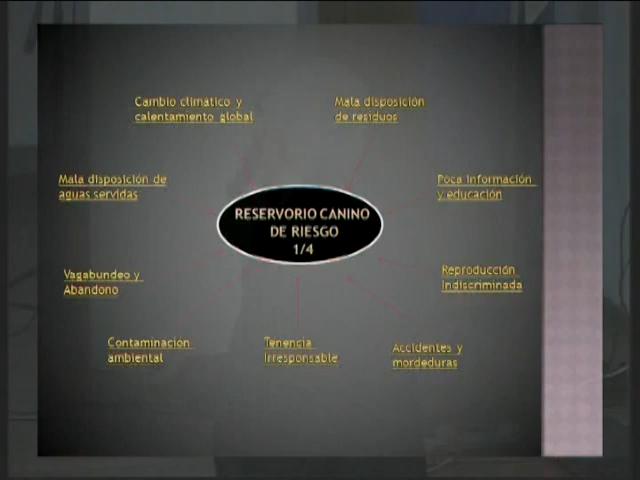 Cambio climático y
calentamiento global
Mala disposición
de residuos
Mala disposición de
aguas servidas
Poca información
y educación
RESERVORIO CANINO
DE RIESGO
1/4
Vagabundeo y
Abandono
Reproducción
Indiscriminada
Contaminación
ambiental
Tenencia
Irresponsable
Accidentes y
mordeduras